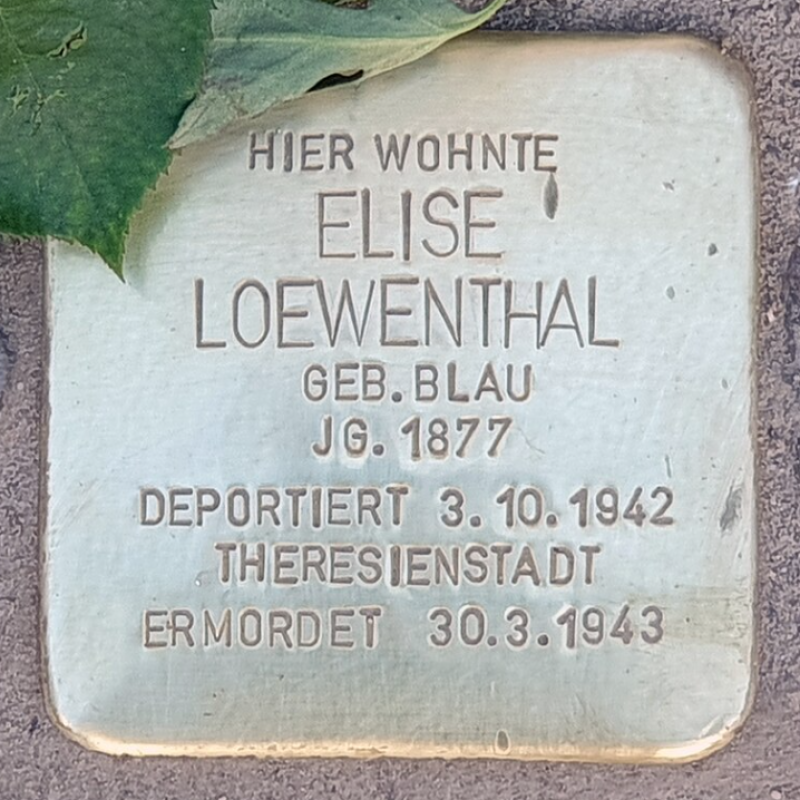 HIER WOHNTE
ELISE
LOEWENTHAL
GEB. BLAU
JG. 1877
DEPORTIERT 3.10.1942
THERESIENSTADT
ERMORDET 30.3.1943